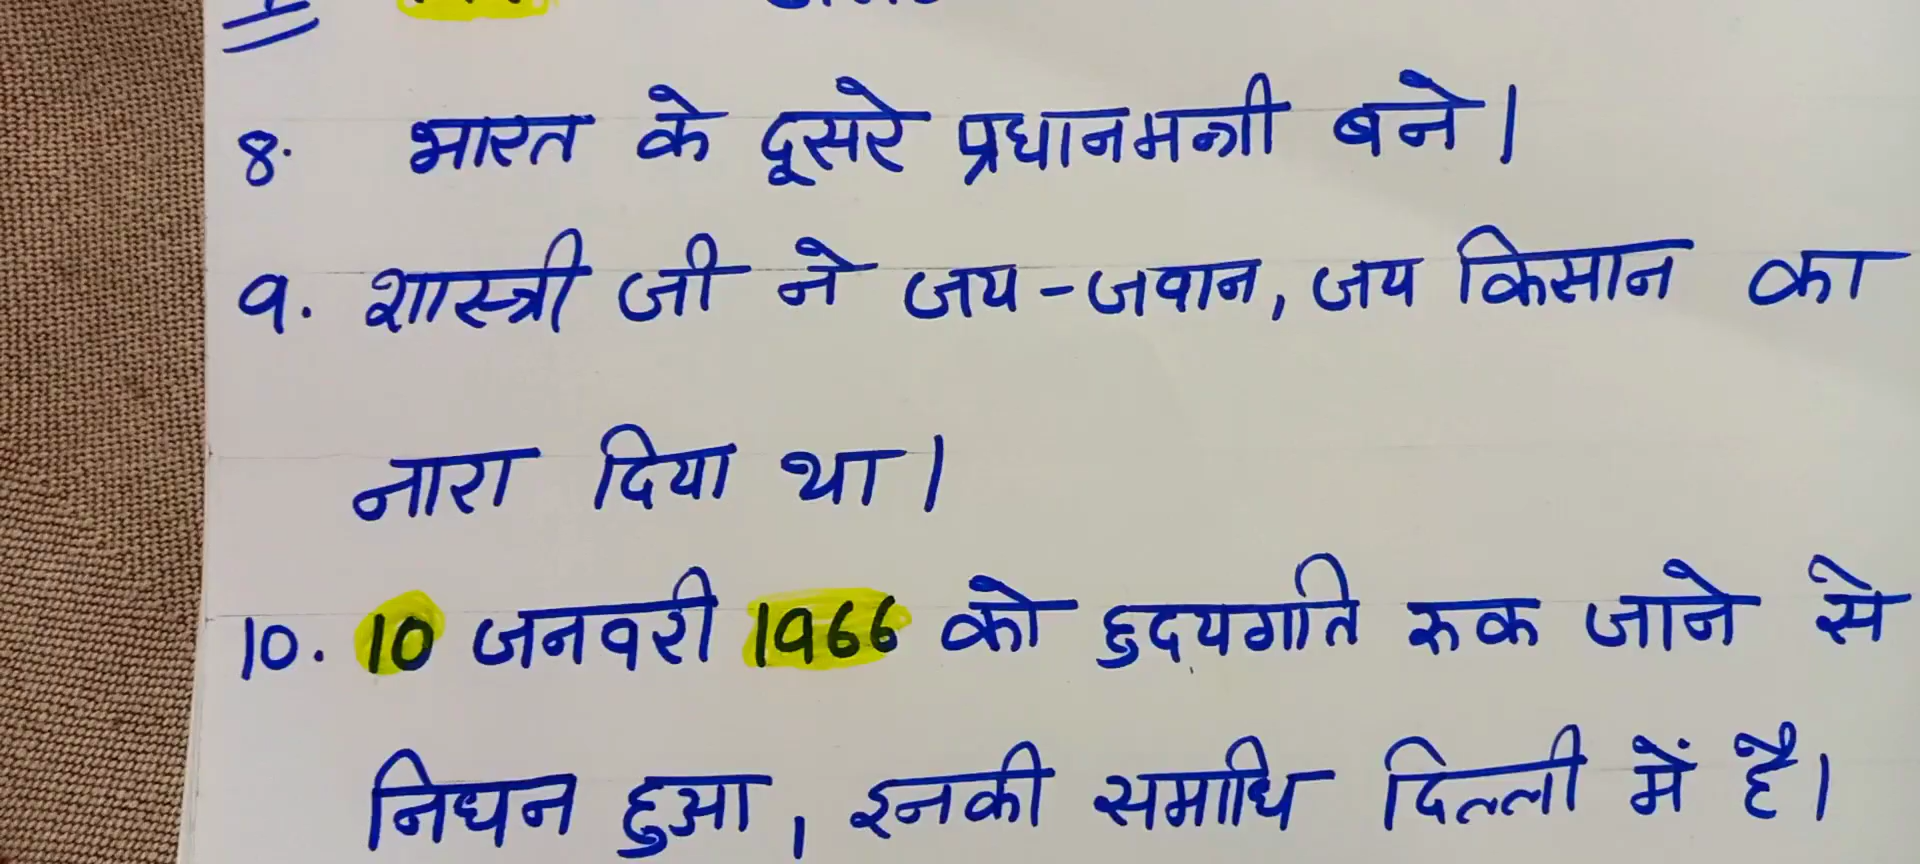 8. भारत के दूसरे प्रधानमन्त्री बने।
9. शास्त्री जी ने जय-जवान, जय किसान का
नारा दिया था।
10. 10 जनवरी 1966 को हुदयगति रूक जाने से
निधन हुआ, इनकी समाधि दिल्ली में है।